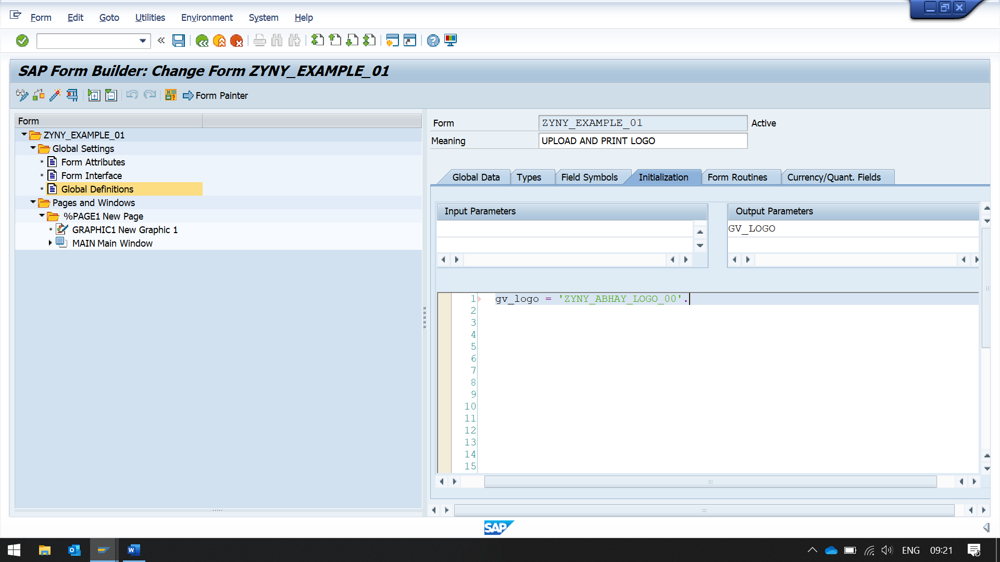 Form Edit Goto Utilities Environment System Help
SAP Form Builder: Change Form ZYNY_EXAMPLE_01
Form Painter
Form
ZYNY_EXAMPLE_01
Global Settings
Form Attributes
Form Interface
Global Definitions
Pages and Windows
%PAGE1 New Page
GRAPHIC1 New Graphic 1
MAIN Main Window
Form ZYNY_EXAMPLE_01 Active
Meaning UPLOAD AND PRINT LOGO
Global Data Types Field Symbols Initialization Form Routines Currency/Quant. Fields
Input Parameters Output Parameters
GV_LOGO
1 gv_logo = 'ZYNY_ABHAY_LOGO_00'.
2
3
4
5
6
7
8
9
10
11
12
13
14
15
SAP
ENG 09:21